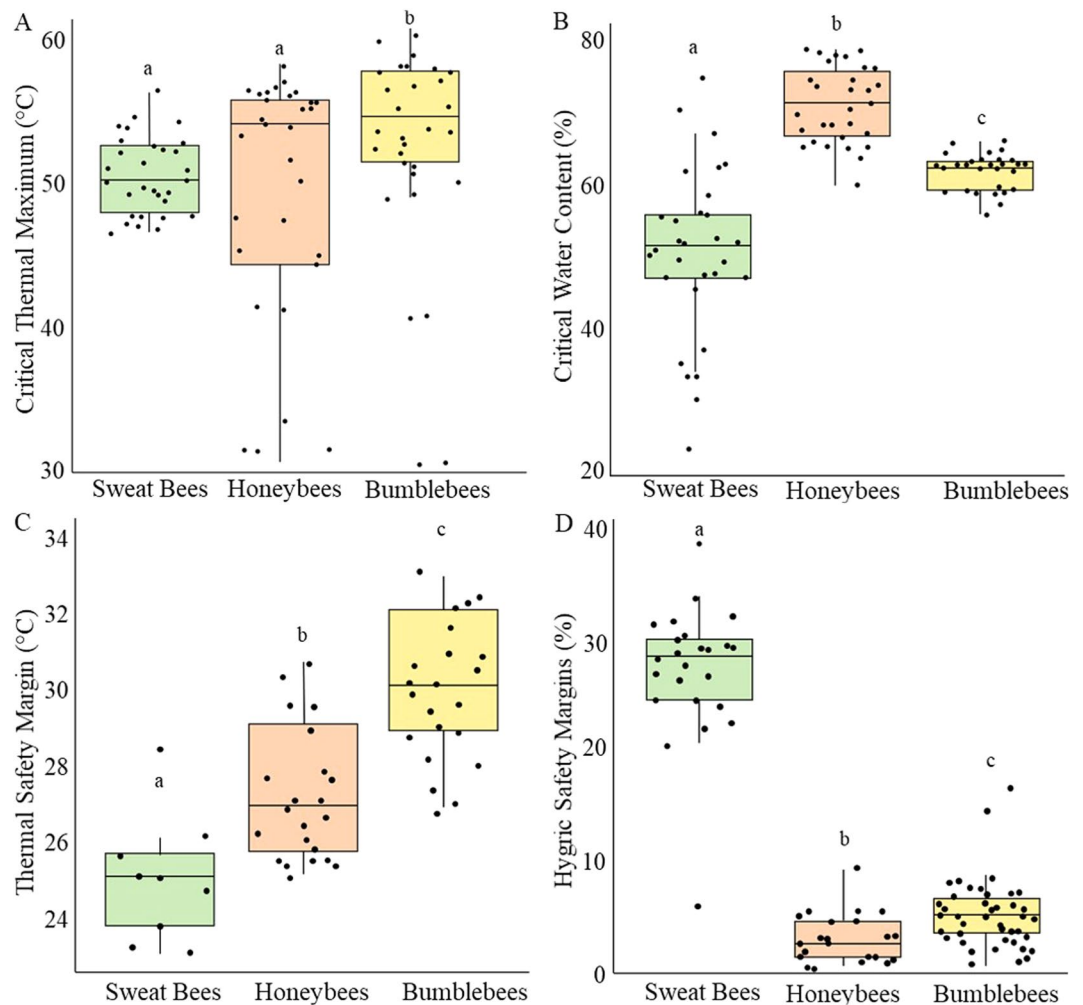 A
Critical Thermal Maximum (°C)
60
50
40
30
a
a
b
Sweat Bees
Honeybees
Bumblebees
B
Critical Water Content (%)
80
60
40
20
a
b
c
Sweat Bees
Honeybees
Bumblebees
C
Thermal Safety Margin (°C)
34
32
30
28
26
24
a
b
c
Sweat Bees
Honeybees
Bumblebees
D
Hygric Safety Margins (%)
40
30
20
10
0
a
b
c
Sweat Bees
Honeybees
Bumblebees